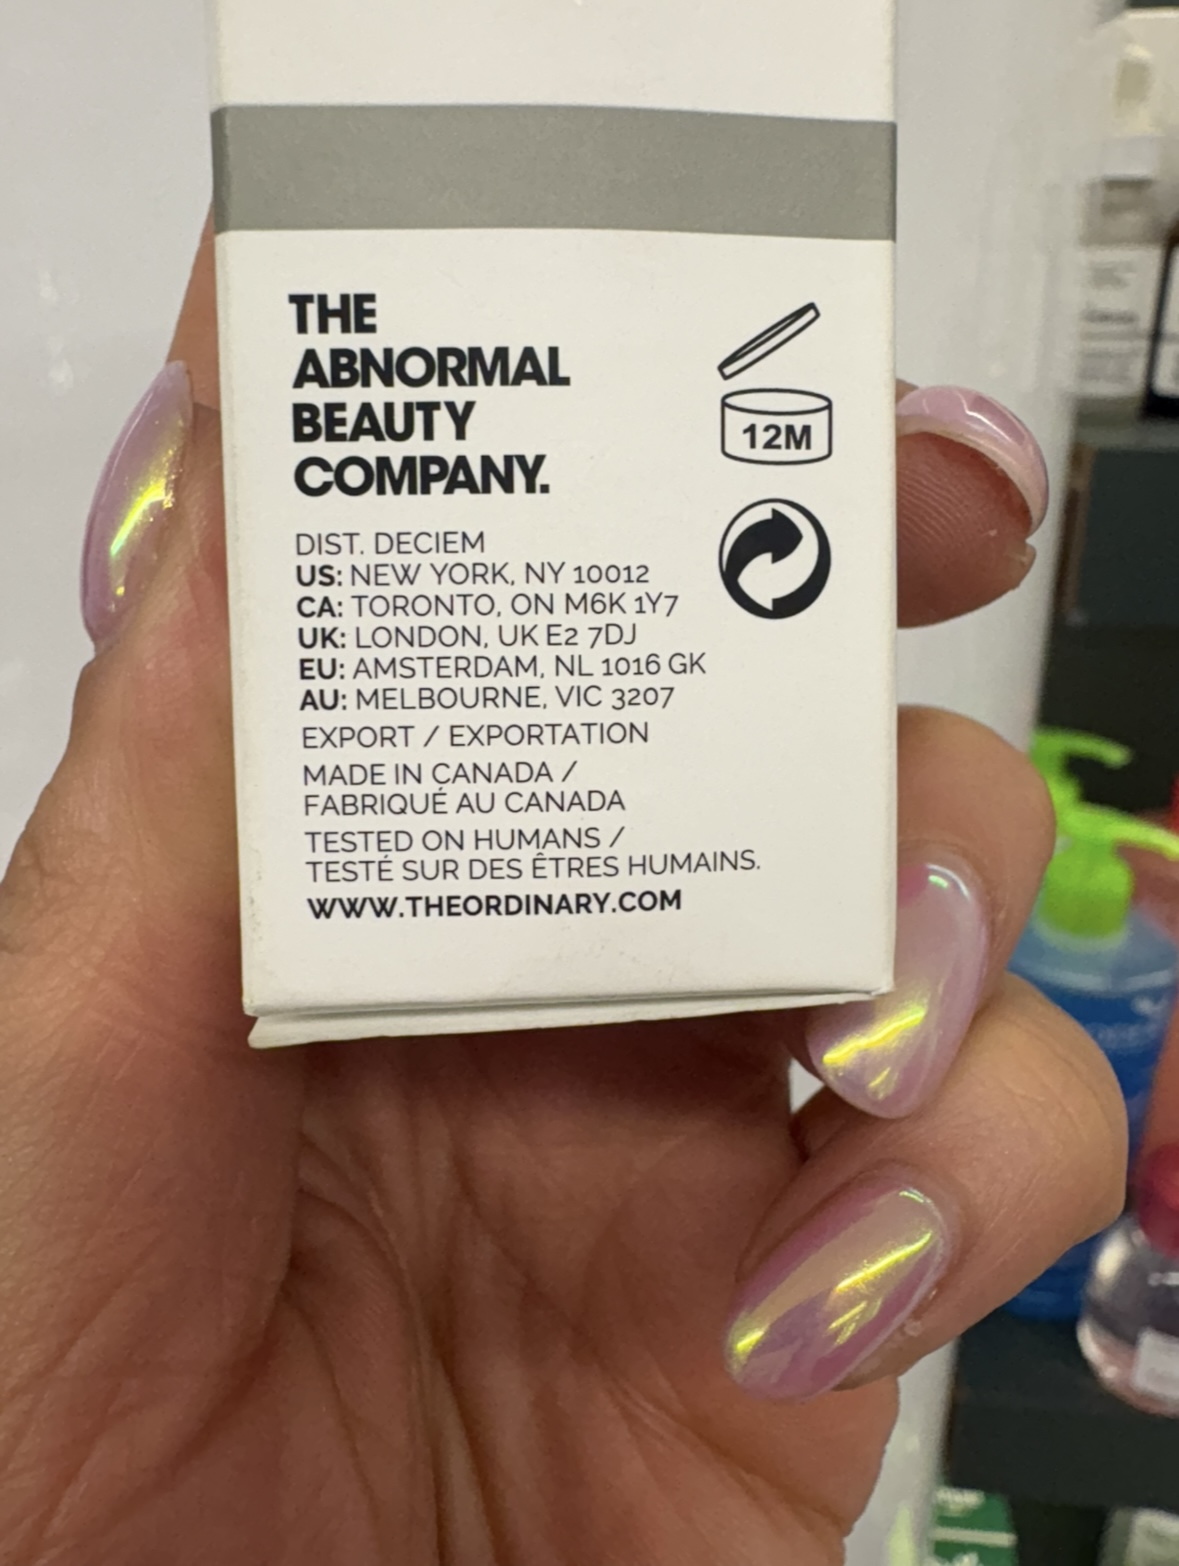 THE
ABNORMAL
BEAUTY
COMPANY.
12M
DIST. DECIEM
US: NEW YORK, NY 10012
CA: TORONTO, ON M6K 1Y7
UK: LONDON, UK E2 7DJ
EU: AMSTERDAM, NL 1016 GK
AU: MELBOURNE, VIC 3207
EXPORT / EXPORTATION
MADE IN CANADA /
FABRIQUÉ AU CANADA
TESTED ON HUMANS /
TESTÉ SUR DES ÊTRES HUMAINS.
WWW.THEORDINARY.COM